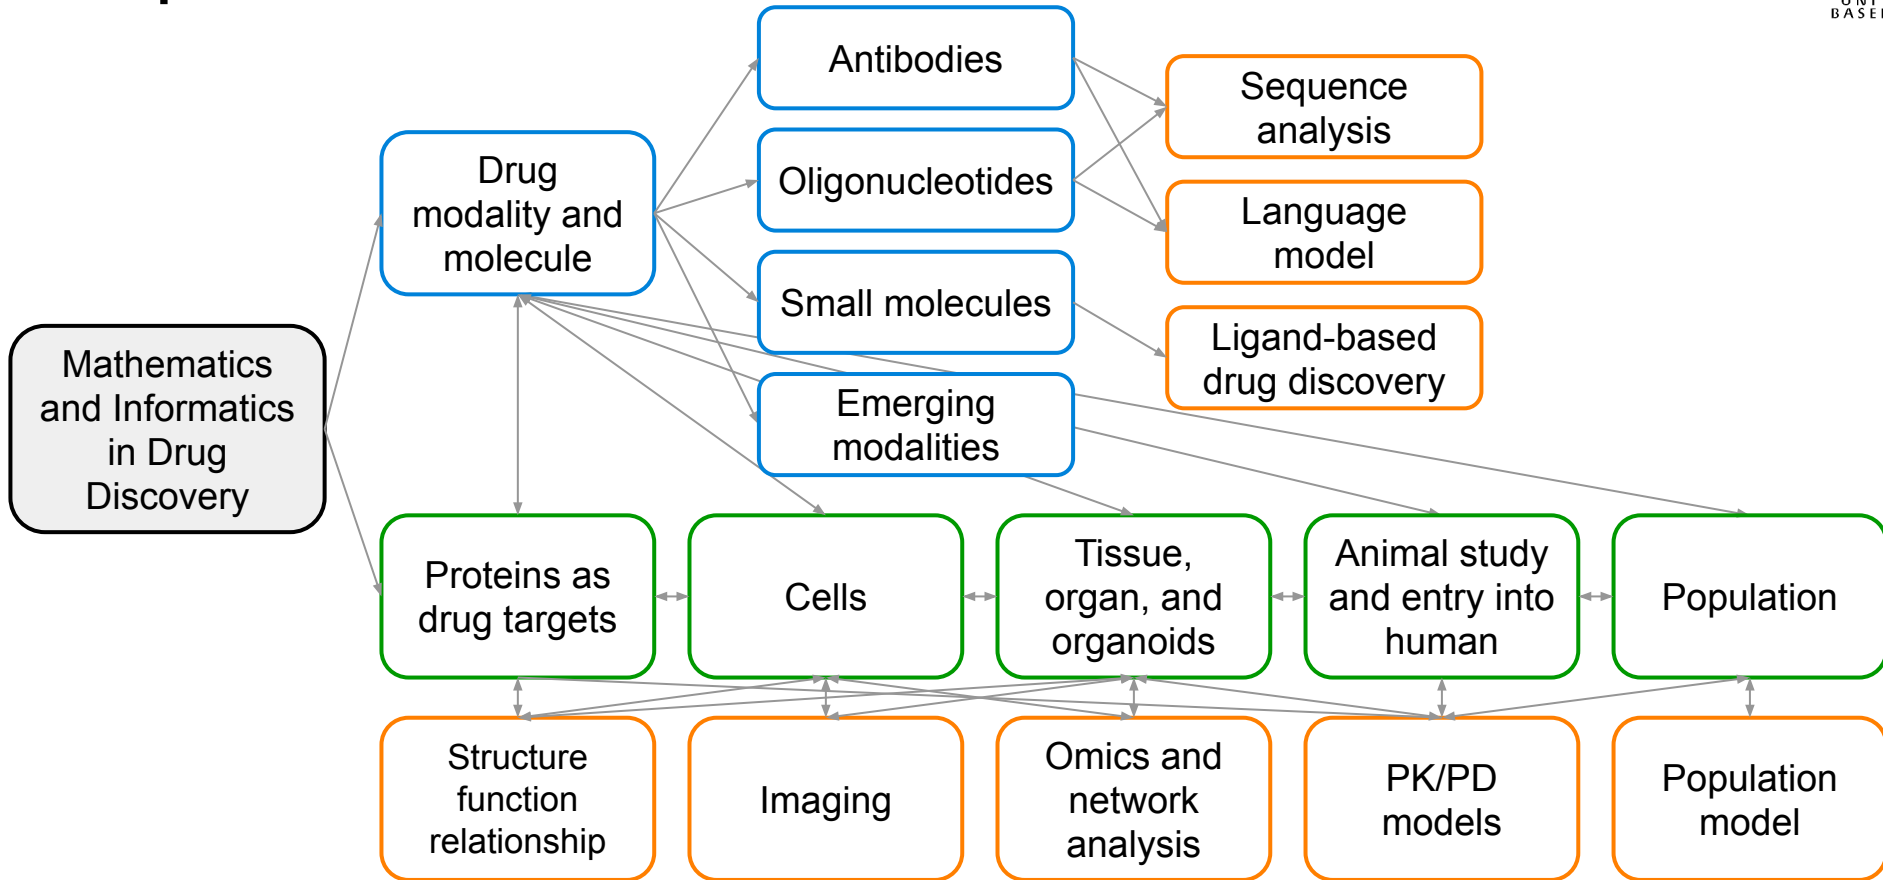 BASEL
Antibodies
Sequence
analysis
Drug
modality and
molecule
Oligonucleotides
Language
model
Small molecules
Ligand-based
drug discovery
Mathematics
and Informatics
in Drug
Discovery
Emerging
modalities
Proteins as
drug targets
Cells
Tissue,
organ, and
organoids
Animal study
and entry into
human
Population
Structure
function
relationship
Imaging
Omics and
network
analysis
PK/PD
models
Population
model